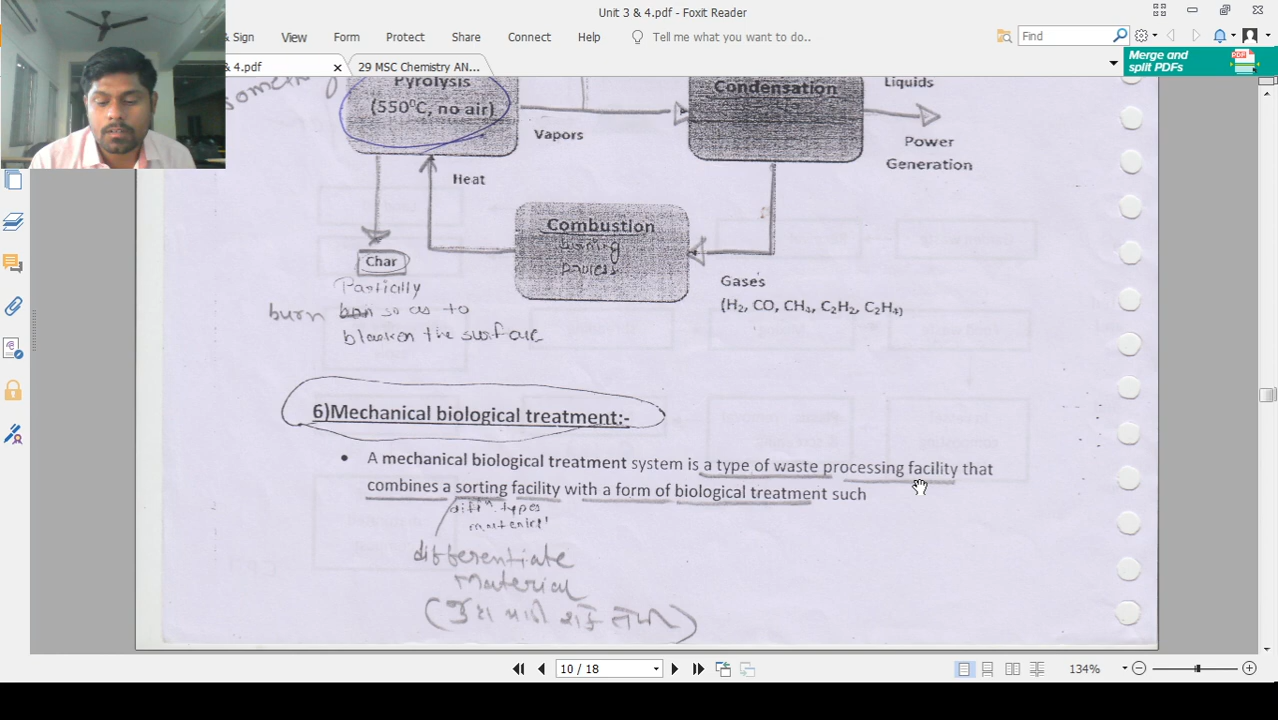 Unit 3 & 4.pdf - Foxit Reader
Sign View Form Protect Share Connect Help Tell me what you want to do.. Find
& 4.pdf 29 MSC Chemistry AN...
Merge and
split PDFs
Pyrolysis
(550°C, no air)
Vapors
Condensation
Liquids
Power
Generation
Heat
Combustion
process
Char
Partially
burn so as to
blacken the surface
Gases
(H₂, CO, CH₄, C₂H₂, C₂H₄)
6)Mechanical biological treatment:-
• A mechanical biological treatment system is a type of waste processing facility that
combines a sorting facility with a form of biological treatment such
types
material
differentiate
material
10 / 18
134%